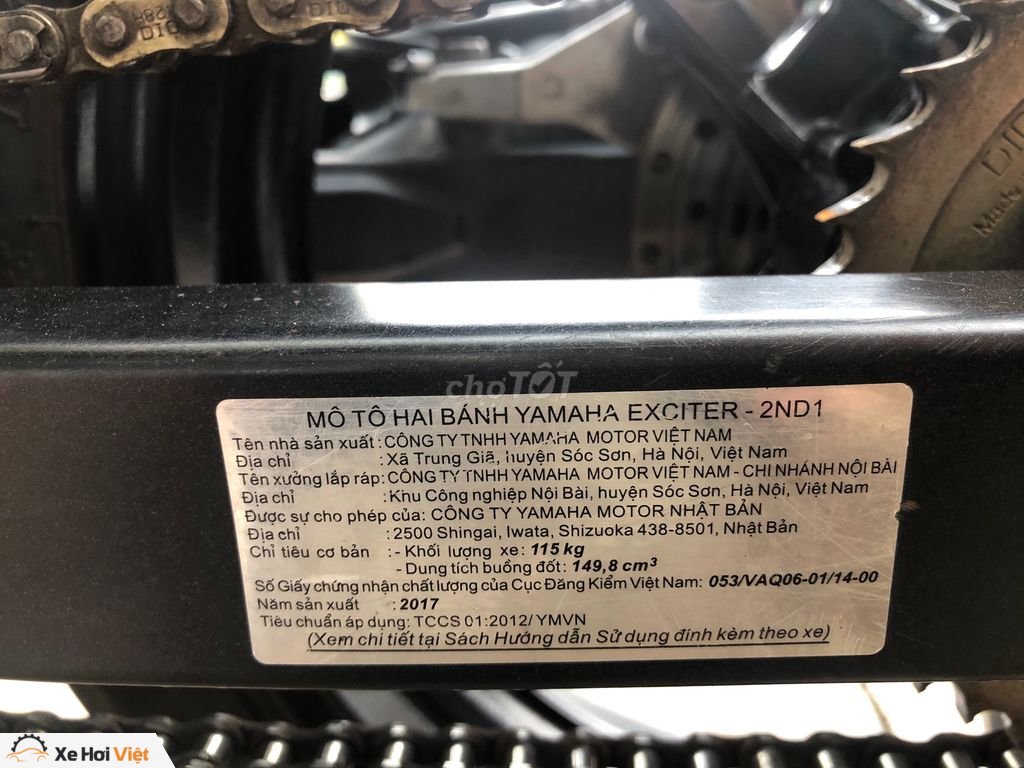 DID
128H
DID
DID
Made
chợTỐT
MÔ TÔ HAI BÁNH YAMAHA EXCITER - 2ND1
Tên nhà sản xuất : CÔNG TY TNHH YAMAHA MOTOR VIỆT NAM
Địa chỉ : Xã Trung Giã, huyện Sóc Sơn, Hà Nội, Việt Nam
Tên xưởng lắp ráp: CÔNG TY TNHH YAMAHA MOTOR VIỆT NAM - CHI NHÁNH NỘI BÀI
Địa chỉ : Khu Công nghiệp Nội Bài, huyện Sóc Sơn, Hà Nội, Việt Nam
Được sự cho phép của: CÔNG TY YAMAHA MOTOR NHẬT BẢN
Địa chỉ : 2500 Shingai, Iwata, Shizuoka 438-8501, Nhật Bản
Chỉ tiêu cơ bản : - Khối lượng xe: 115 kg
- Dung tích buồng đốt: 149,8 cm³
Số Giấy chứng nhận chất lượng của Cục Đăng Kiểm Việt Nam: 053/VAQ06-01/14-00
Năm sản xuất : 2017
Tiêu chuẩn áp dụng: TCCS 01:2012/ YMVN
(Xem chi tiết tại Sách Hướng dẫn Sử dụng đính kèm theo xe)
Xe Hơi Việt